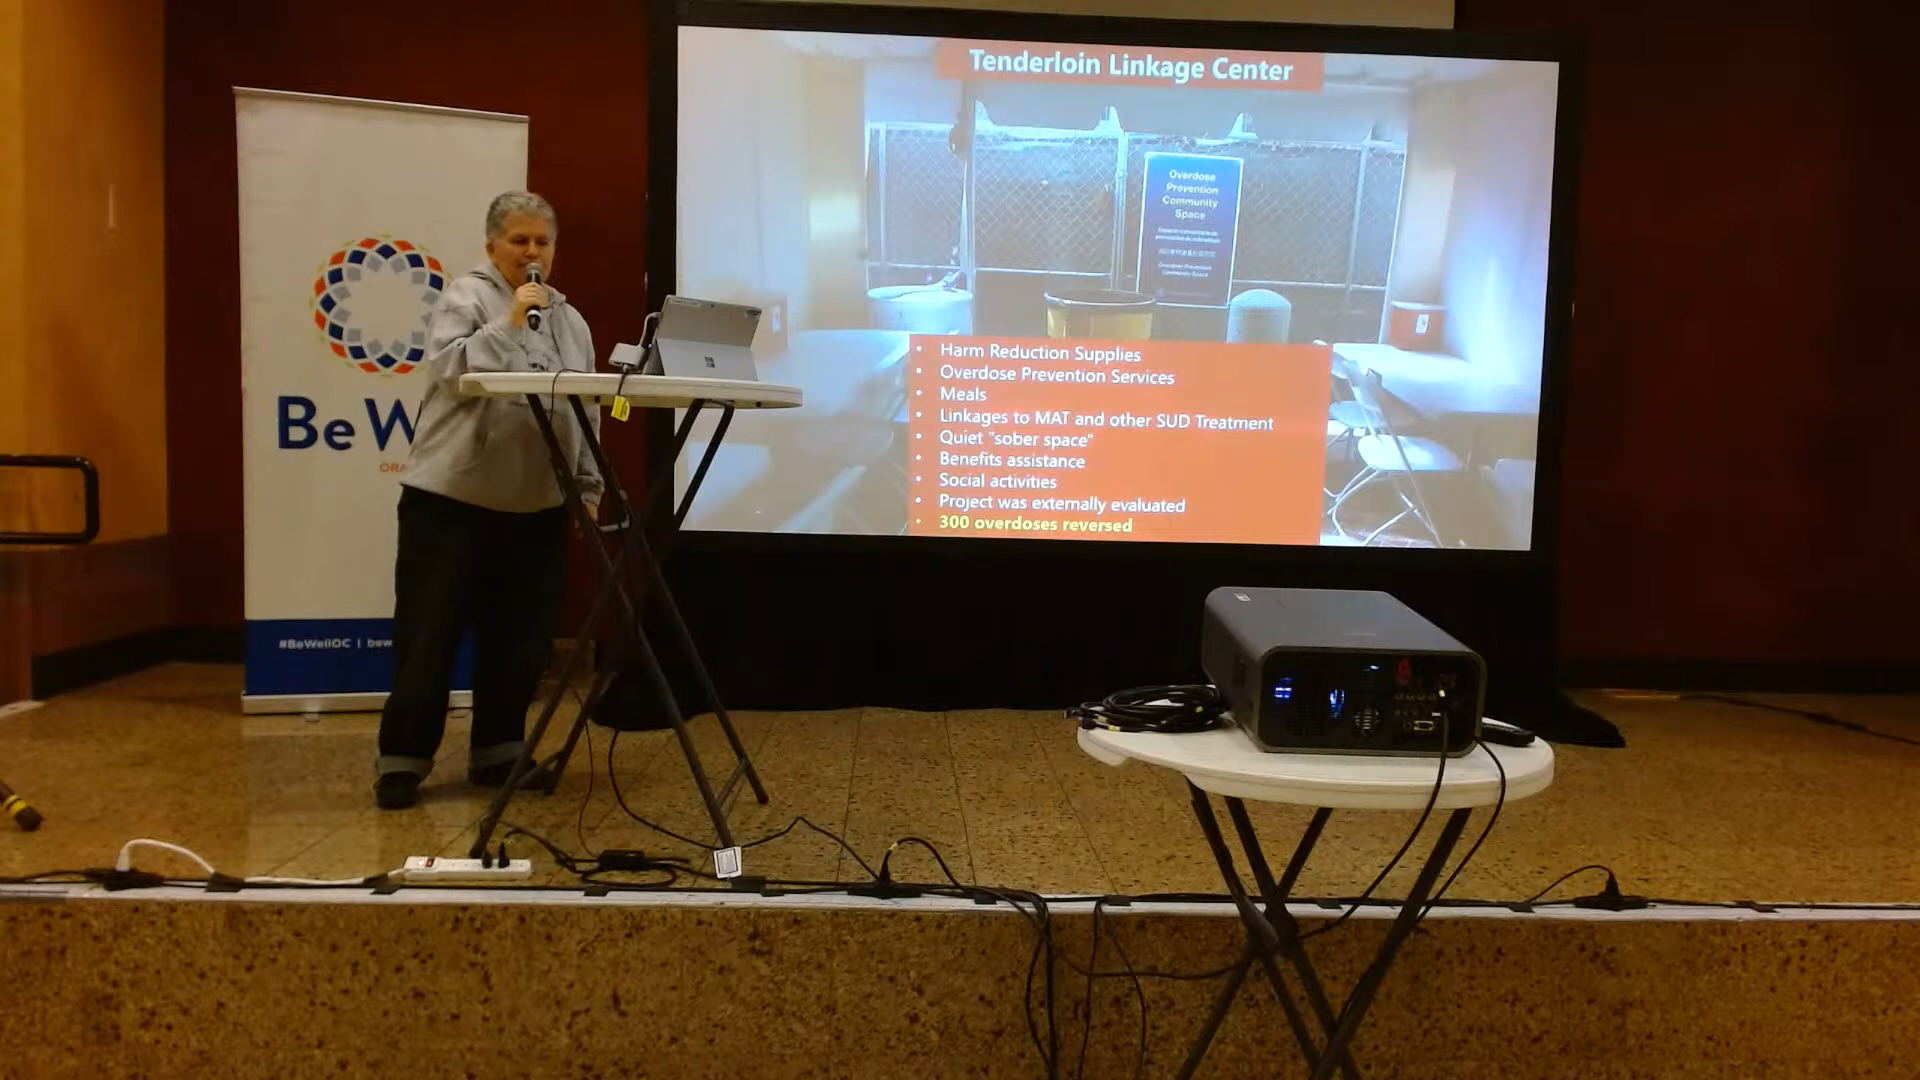 Tenderloin Linkage Center
Overdose
Prevention
Community
Space
• Harm Reduction Supplies
• Overdose Prevention Services
• Meals
• Linkages to MAT and other SUD Treatment
• Quiet "sober space"
• Benefits assistance
• Social activities
• Project was externally evaluated
• 300 overdoses reversed
Be W
ORA
#BeWellOC | bew